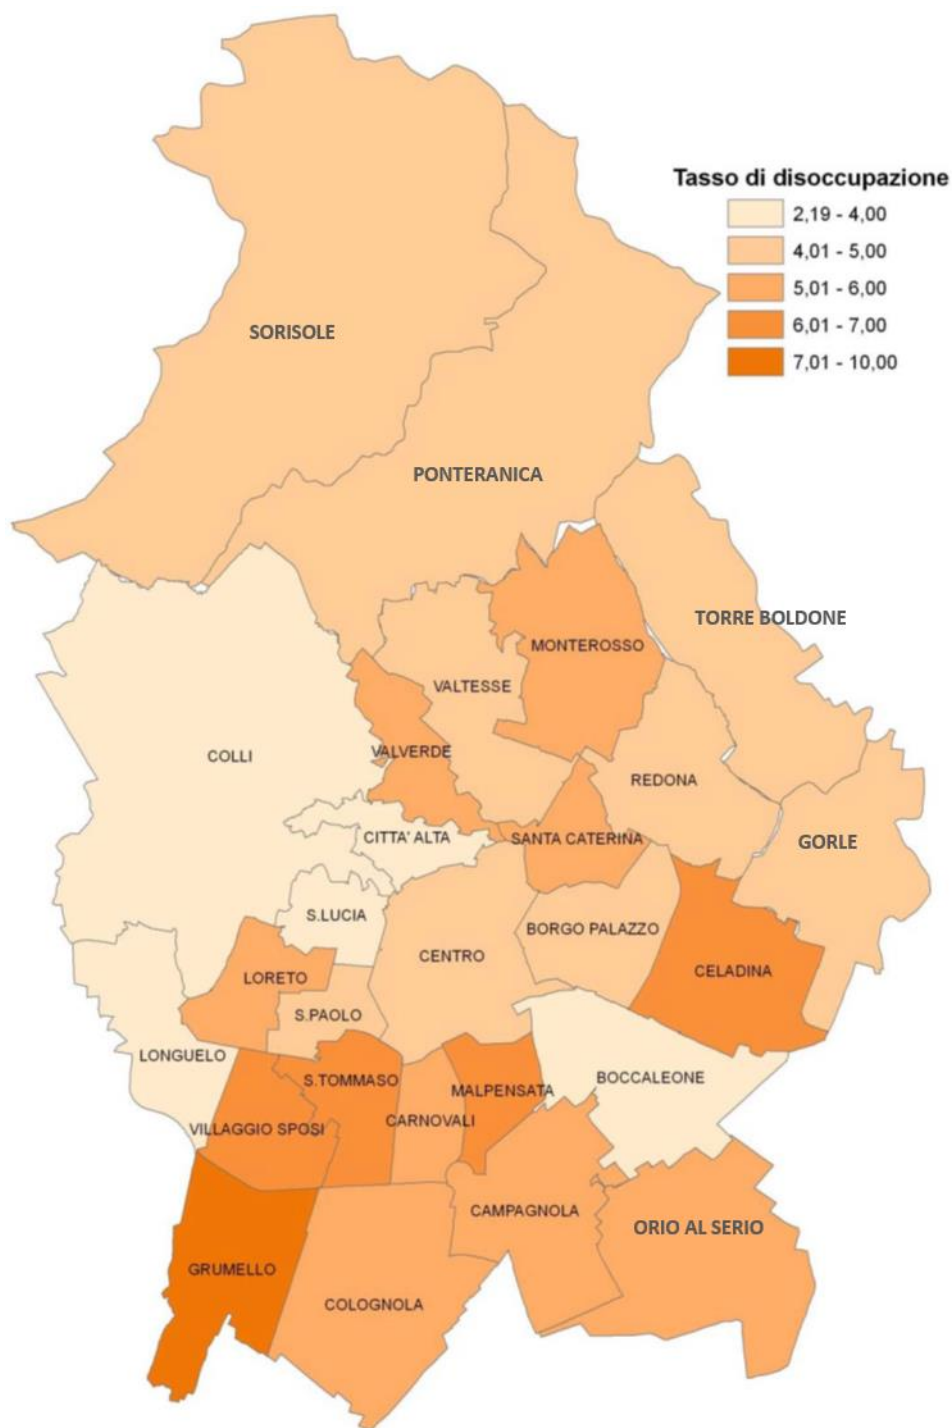 Tasso di disoccupazione
2,19 - 4,00
4,01 - 5,00
5,01 - 6,00
6,01 - 7,00
7,01 - 10,00
SORISOLE
PONTERANICA
TORRE BOLDONE
MONTEROSSO
VALTESSE
VALVERDE
COLLI
REDONA
CITTA' ALTA
SANTA CATERINA
GORLE
S.LUCIA
BORGO PALAZZO
CENTRO
CELADINA
LORETO
S.PAOLO
LONGUELO
S.TOMMASO
BOCCALEONE
MALPENSATA
CARNOVALI
VILLAGGIO SPOSI
CAMPAGNOLA
ORIO AL SERIO
GRUMELLO
COLOGNOLA